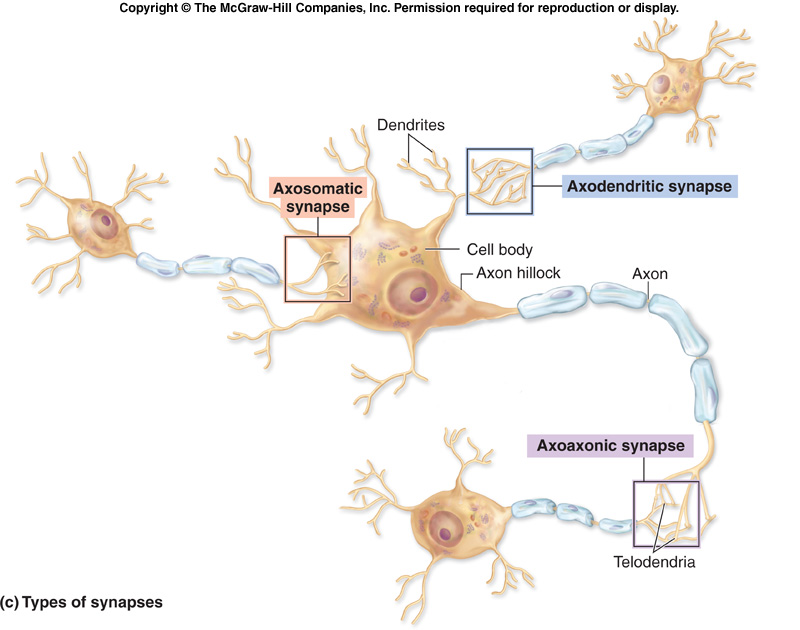 Copyright © The McGraw-Hill Companies, Inc. Permission required for reproduction or display.
Dendrites
Axosomatic
synapse
Axodendritic synapse
Cell body
Axon hillock
Axon
Axoaxonic synapse
Telodendria
(c) Types of synapses